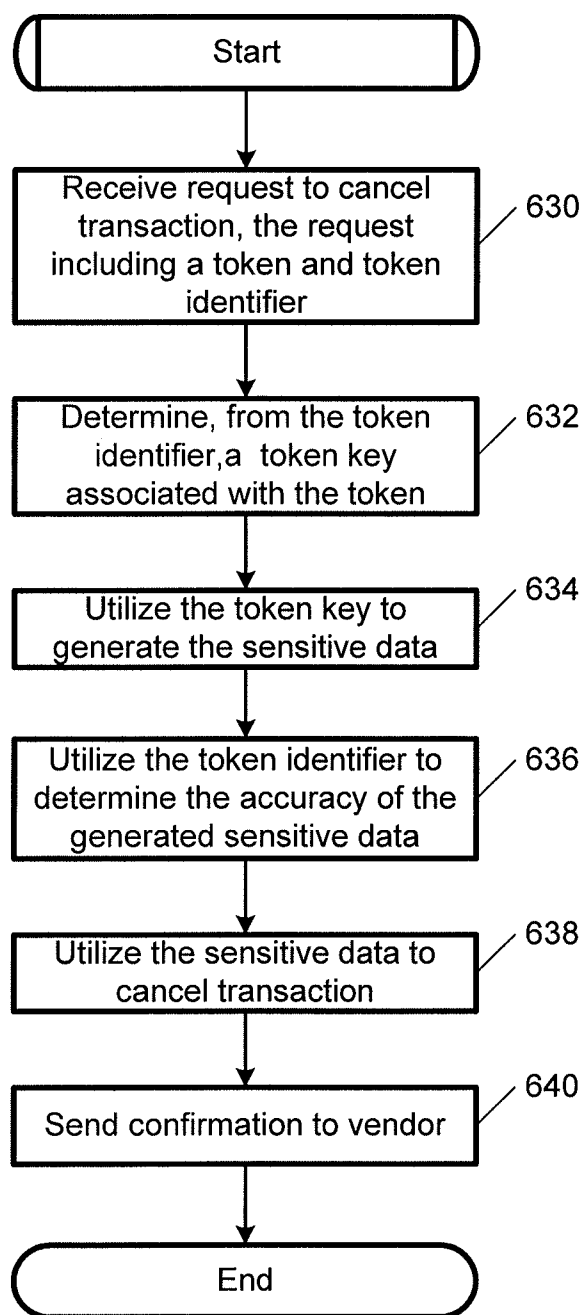 Start
Receive request to cancel
transaction, the request
including a token and token
identifier
630
Determine, from the token
identifier,a  token key
associated with the token
632
Utilize the token key to
generate the sensitive data
634
Utilize the token identifier to
determine the accuracy of the
generated sensitive data
636
Utilize the sensitive data to
cancel transaction
638
Send confirmation to vendor
640
End